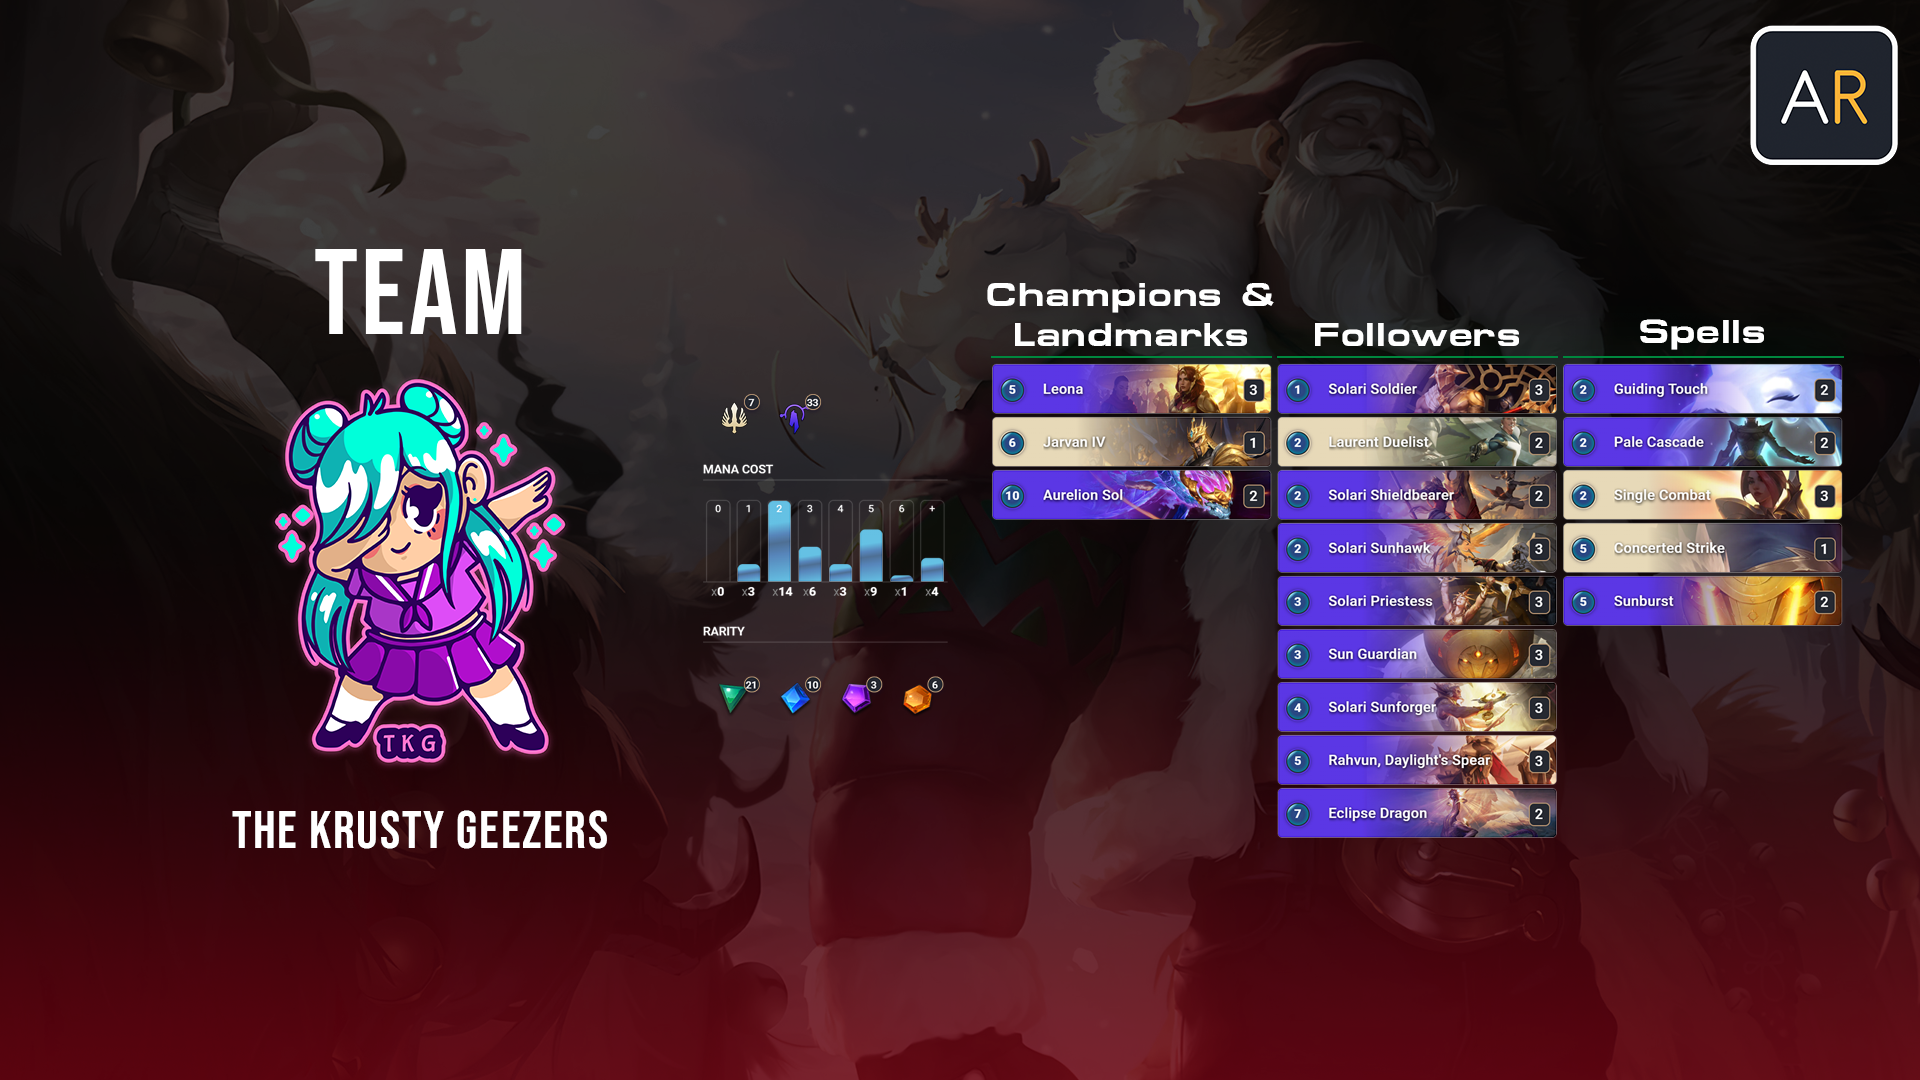 AR
TEAM
TKG
THE KRUSTY GEEZERS
7 33
MANA COST
0 1 2 3 4 5 6 +
x0 x3 x14 x6 x3 x9 x1 x4
RARITY
21 10 3 6
Champions &
Landmarks
5 Leona 3
6 Jarvan IV 1
10 Aurelion Sol 2
Followers
1 Solari Soldier 3
2 Laurent Duelist 2
2 Solari Shieldbearer 2
2 Solari Sunhawk 3
3 Solari Priestess 3
3 Sun Guardian 3
4 Solari Sunforger 3
5 Rahvun, Daylight's Spear 3
7 Eclipse Dragon 2
Spells
2 Guiding Touch 2
2 Pale Cascade 2
2 Single Combat 3
5 Concerted Strike 1
5 Sunburst 2